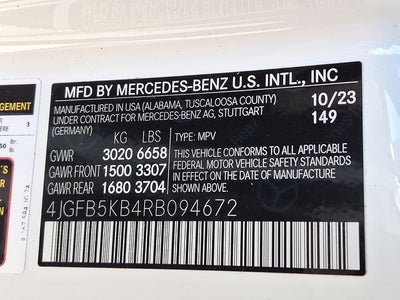 MFD BY MERCEDES-BENZ U.S. INTL., INC
MANUFACTURED IN USA (ALABAMA, TUSCALOOSA COUNTY)
UNDER CONTRACT FOR MERCEDES-BENZ AG, STUTTGART
(GERMANY)
10/23
149
KG LBS
TYPE: MPV
GVWR 3020 6658
GAWR FRONT 1500 3307
GAWR REAR 1680 3704
THIS VEHICLE CONFORMS TO ALL APPLICABLE
FEDERAL MOTOR VEHICLE SAFETY STANDARDS
IN EFFECT ON THE DATE OF MANUFACTURE
SHOWN ABOVE
4JGFB5KB4RB094672
AGEMENT
3